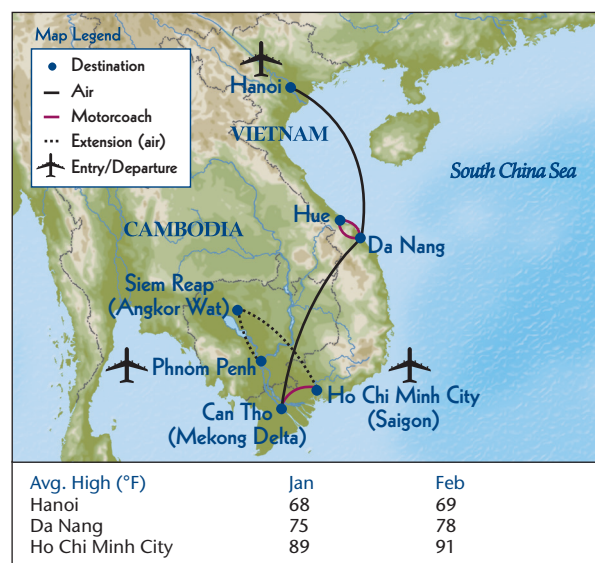 Map Legend
Destination
Air
Motorcoach
Extension (air)
Entry/Departure
Hanoi
VIETNAM
South China Sea
Hue
CAMBODIA
Da Nang
Siem Reap
(Angkor Wat)
Phnom Penh
Ho Chi Minh City
(Saigon)
Can Tho
(Mekong Delta)
Avg. High (°F) Jan Feb
Hanoi 68 69
Da Nang 75 78
Ho Chi Minh City 89 91